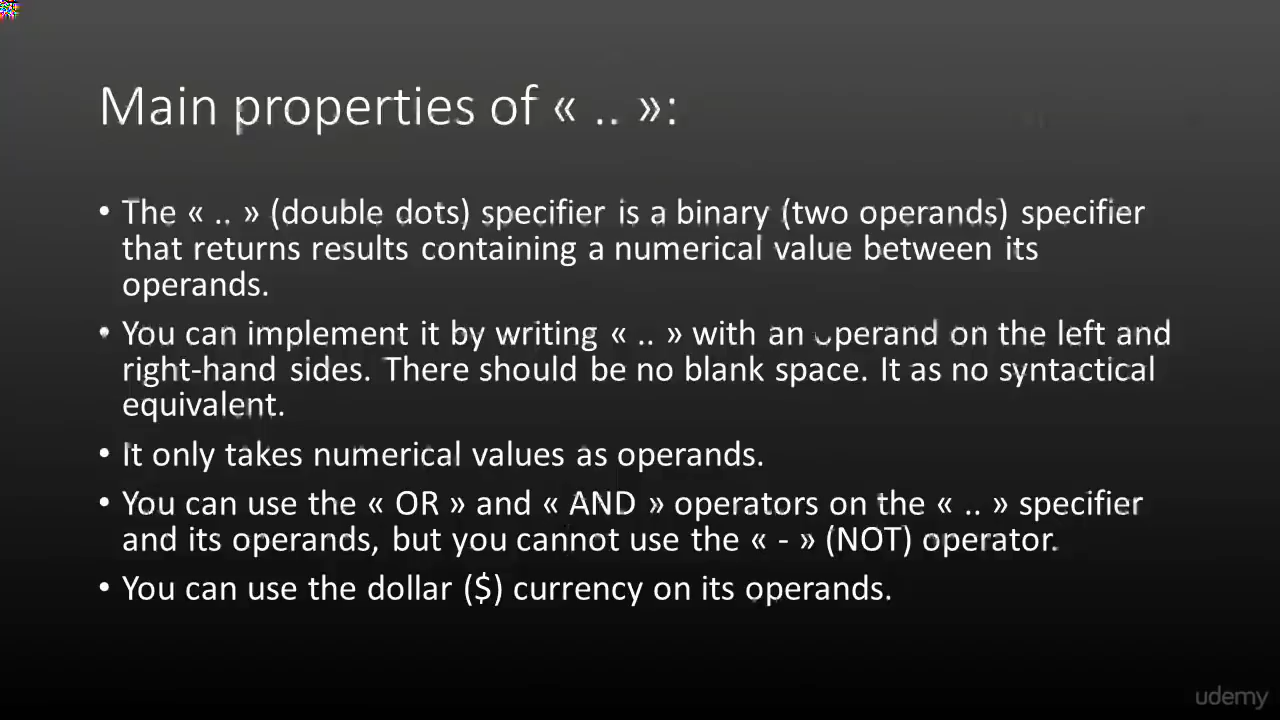 Main properties of « .. »:
• The « .. » (double dots) specifier is a binary (two operands) specifier
that returns results containing a numerical value between its
operands.
• You can implement it by writing « .. » with an operand on the left and
right-hand sides. There should be no blank space. It as no syntactical
equivalent.
• It only takes numerical values as operands.
• You can use the « OR » and « AND » operators on the « .. » specifier
and its operands, but you cannot use the « - » (NOT) operator.
• You can use the dollar ($) currency on its operands.
udemy